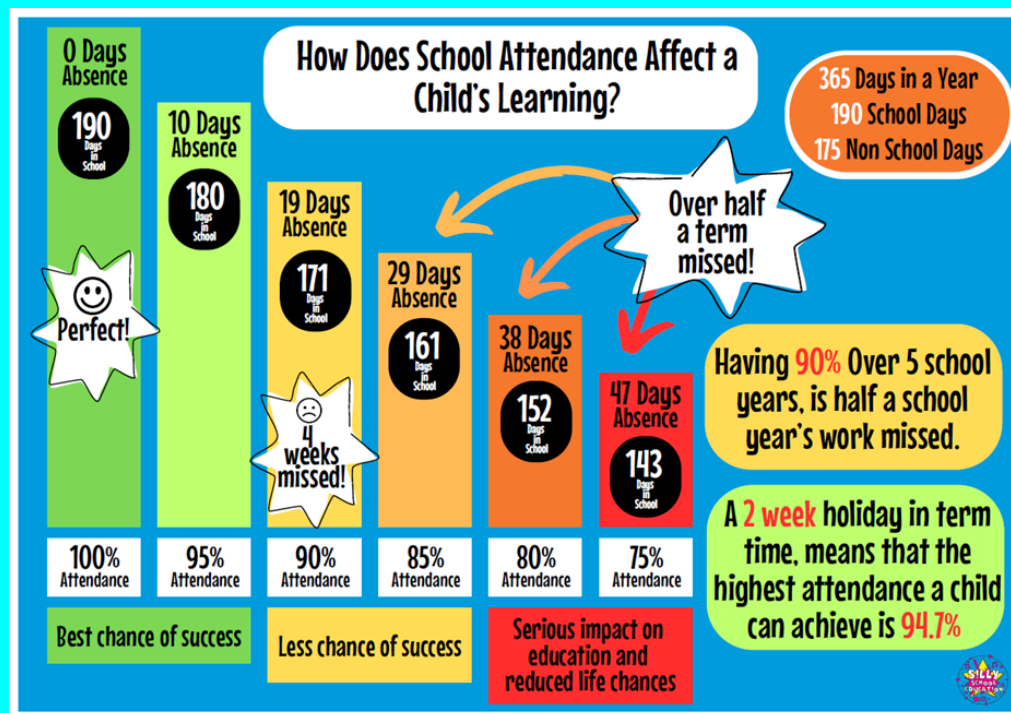 How Does School Attendance Affect a
Child's Learning?
365 Days in a Year
190 School Days
175 Non School Days
0 Days
Absence
190
Days
in
School
Perfect!
10 Days
Absence
180
Days
in
School
19 Days
Absence
171
Days
in
School
4
weeks
missed!
29 Days
Absence
161
Days
in
School
38 Days
Absence
152
Days
in
School
47 Days
Absence
143
Days
in
School
Over half
a term
missed!
Having 90% Over 5 school
years, is half a school
year's work missed.
A 2 week holiday in term
time, means that the
highest attendance a child
can achieve is 94.7%
100%
Attendance
95%
Attendance
90%
Attendance
85%
Attendance
80%
Attendance
75%
Attendance
Best chance of success
Less chance of success
Serious impact on
education and
reduced life chances
SILLY
SCHOOL
EDUCATION